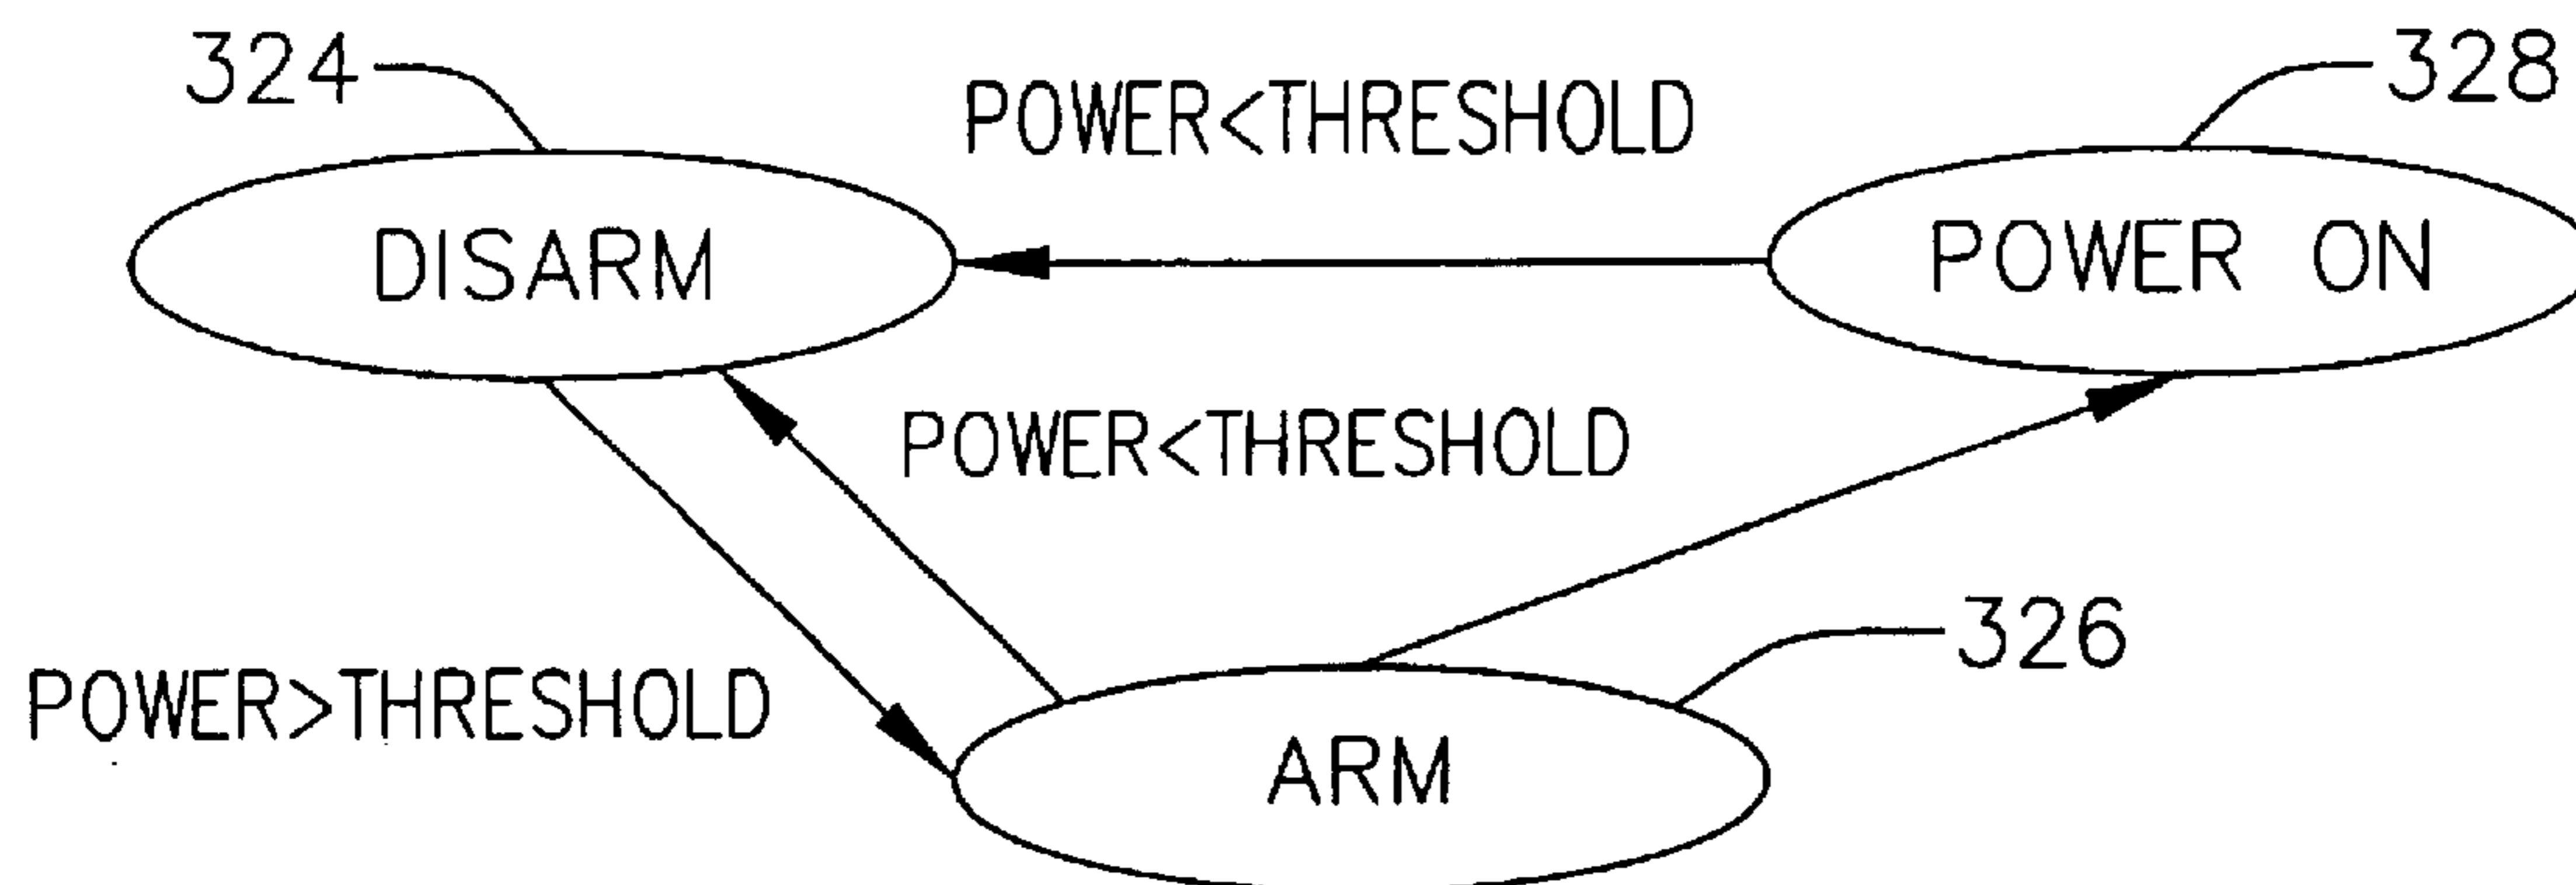 324
328
POWER<THRESHOLD
DISARM
POWER ON
POWER<THRESHOLD
326
POWER>THRESHOLD
ARM